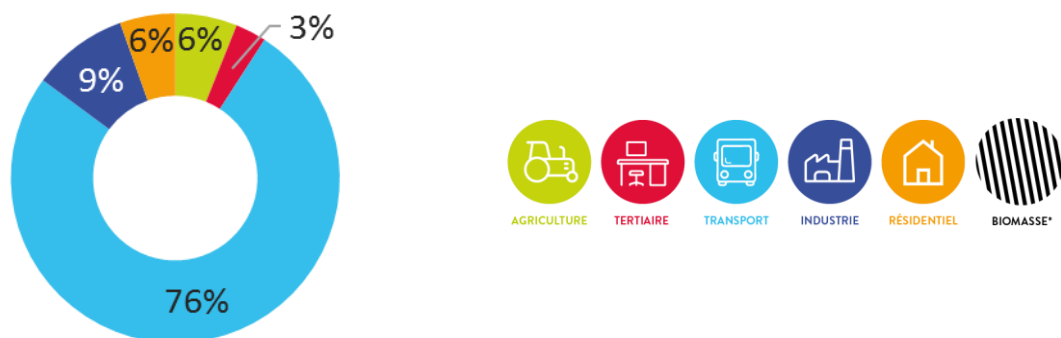 6%
6%
3%
9%
76%
AGRICULTURE
TERTIAIRE
TRANSPORT
INDUSTRIE
RÉSIDENTIEL
BIOMASSE*